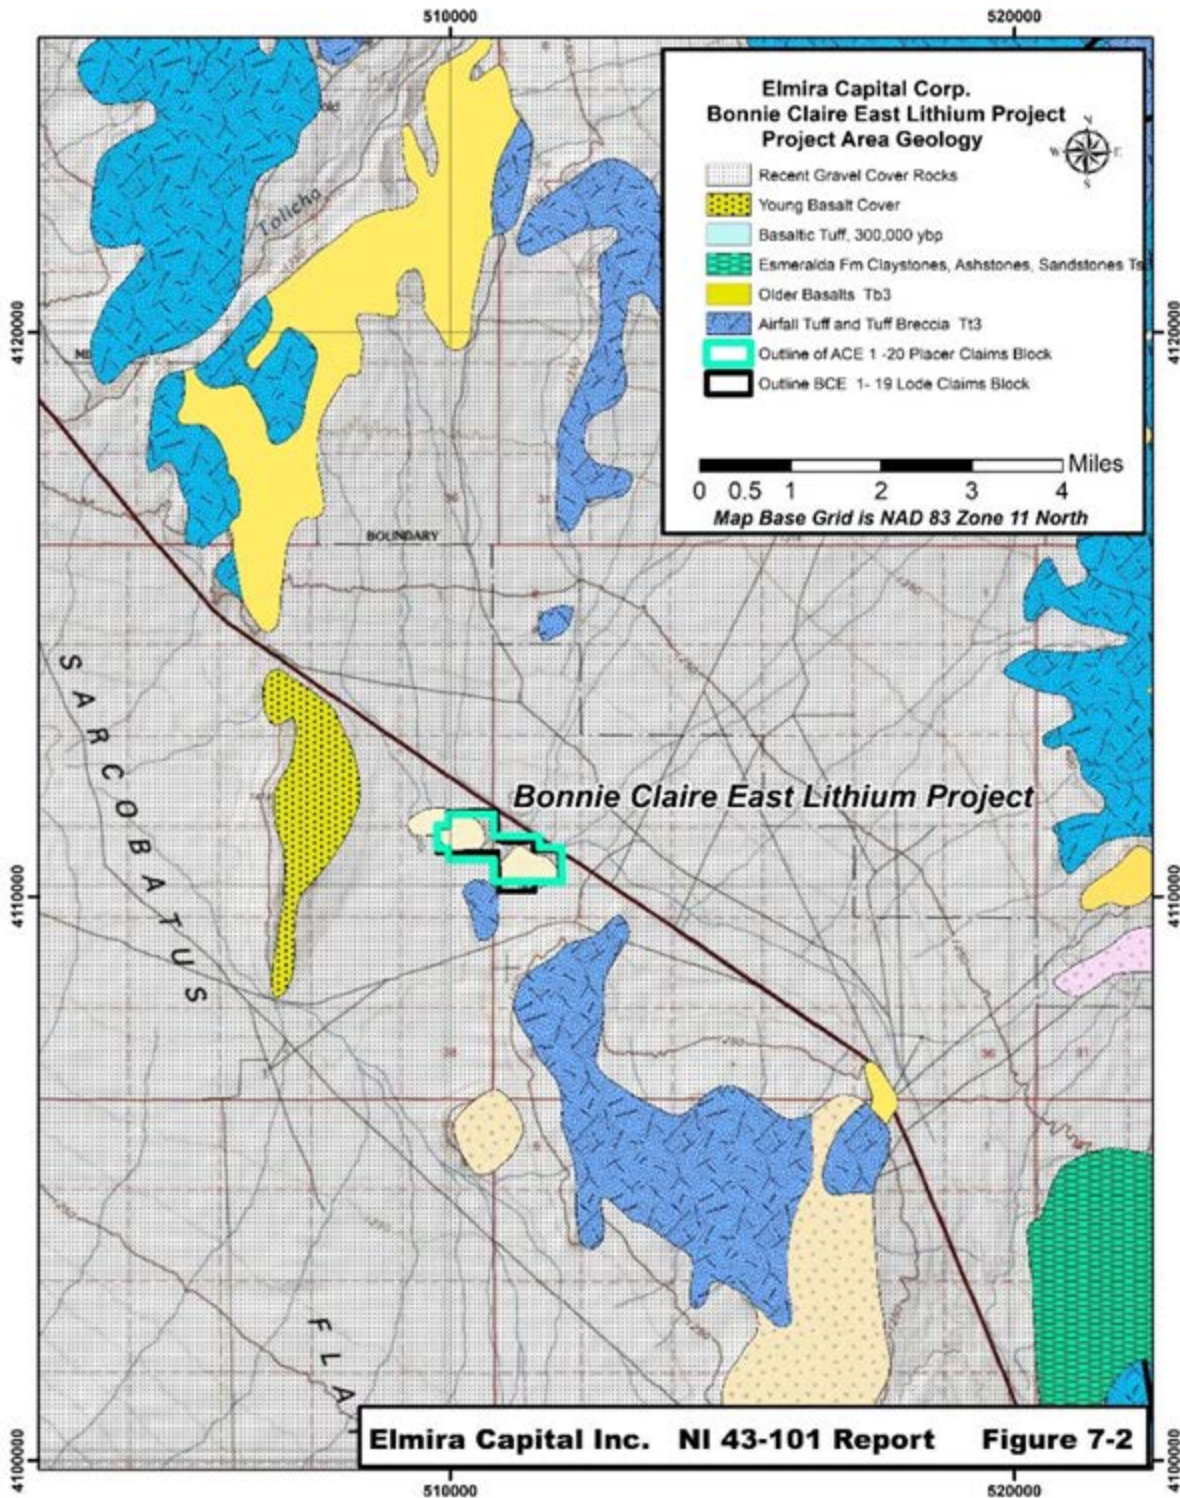 510000
520000
Elmira Capital Corp.
Bonnie Claire East Lithium Project
Project Area Geology
N
W
E
S
Recent Gravel Cover Rocks
Young Basalt Cover
Basaltic Tuff, 300,000 ybp
Esmeralda Fm Claystones, Ashstones, Sandstones Ts
Older Basalts Tb3
Airfall Tuff and Tuff Breccia Tt3
Outline of ACE 1 -20 Placer Claims Block
Outline BCE 1- 19 Lode Claims Block
Miles
0 0.5 1 2 3 4
Map Base Grid is NAD 83 Zone 11 North
Tolicha
4120000
4120000
BOUNDARY
SARCOBATUS
Bonnie Claire East Lithium Project
4110000
4110000
36
31
FLA
Elmira Capital Inc. NI 43-101 Report Figure 7-2
4100000
4100000
510000
520000